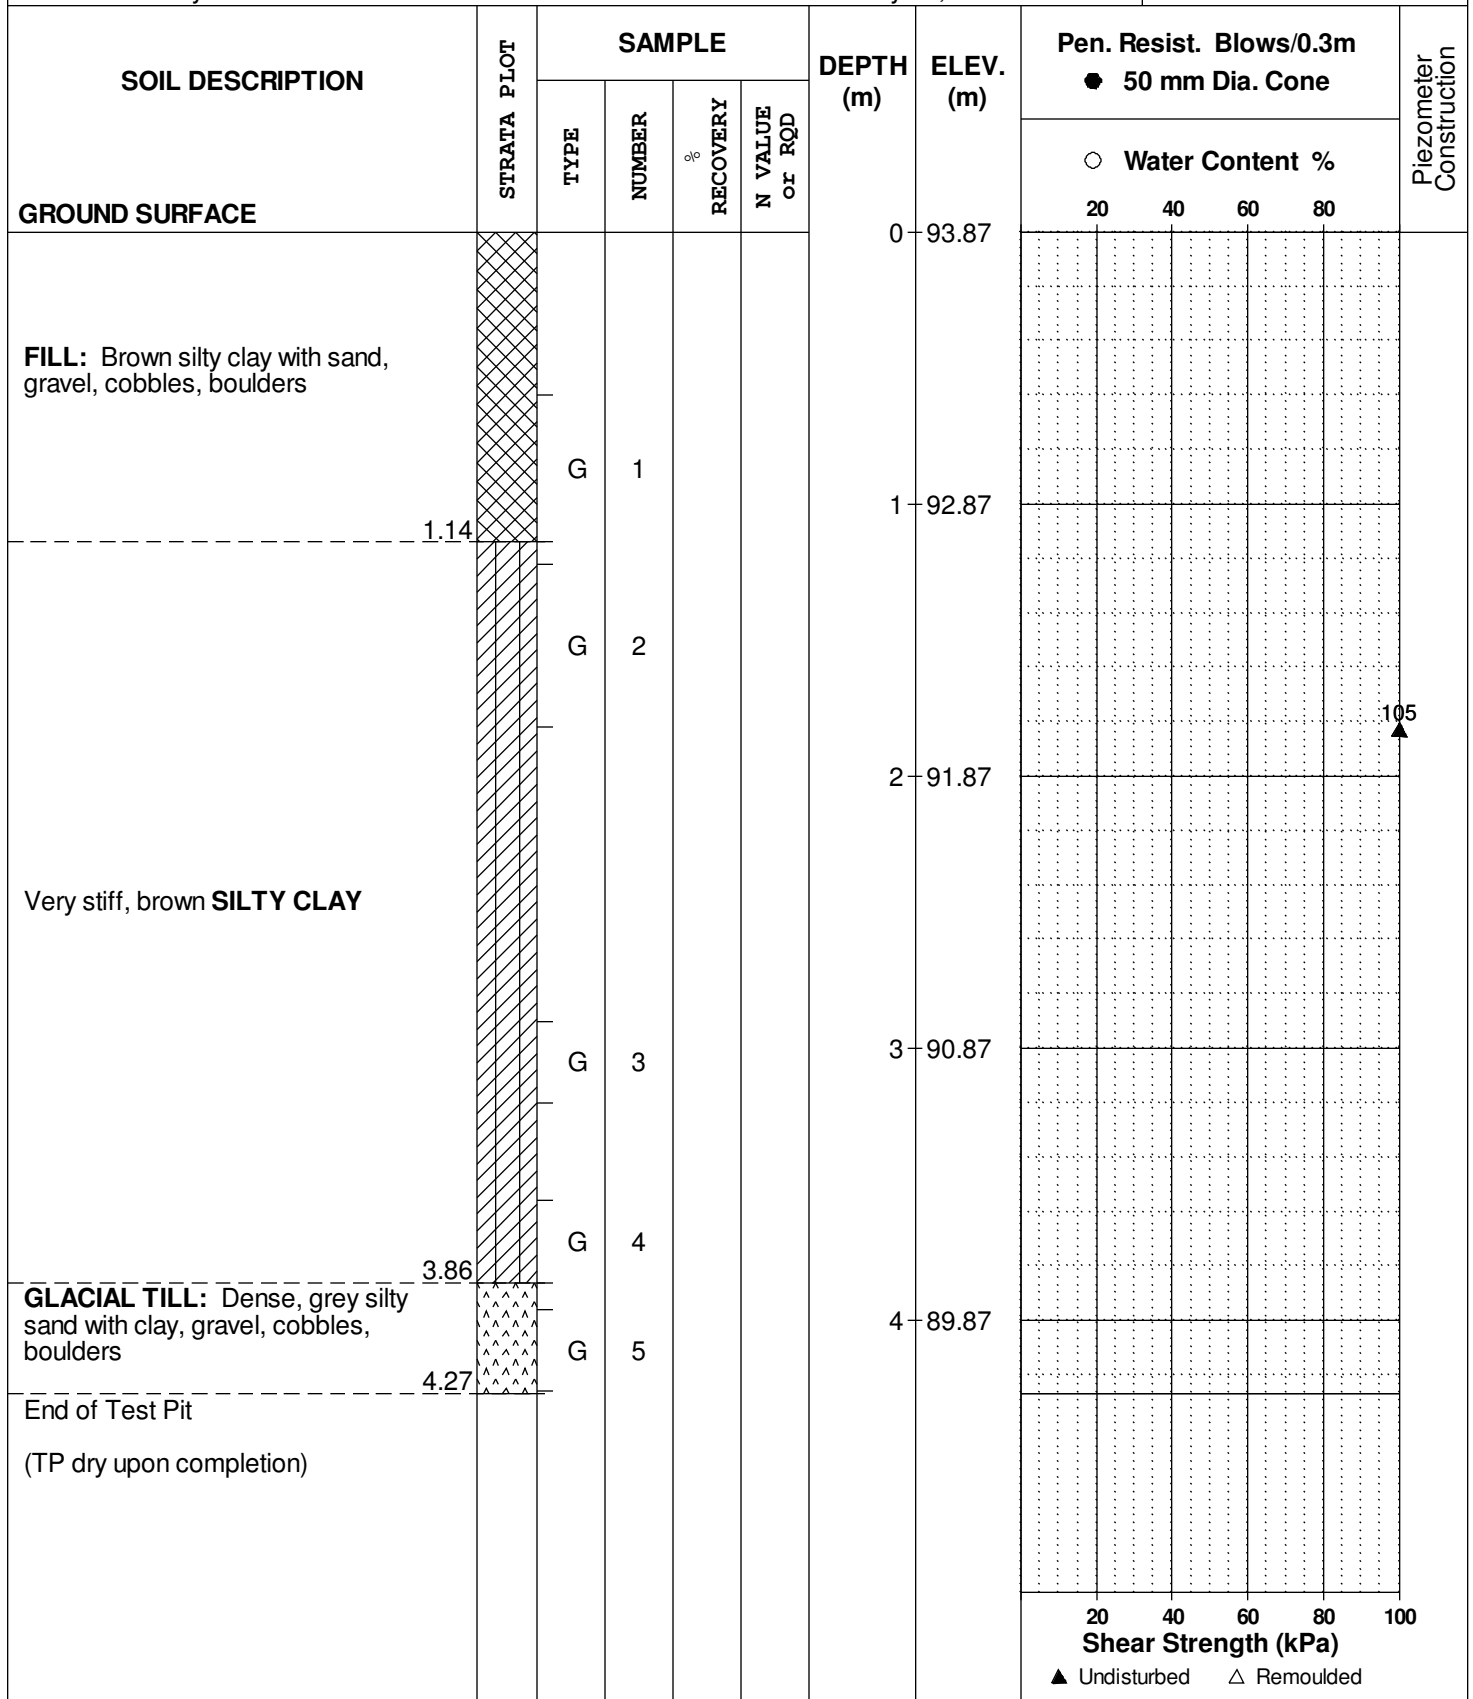 SOIL DESCRIPTION
GROUND SURFACE
STRATA PLOT
SAMPLE
TYPE
NUMBER
%
RECOVERY
N VALUE
or RQD
DEPTH
(m)
ELEV.
(m)
Pen. Resist. Blows/0.3m
● 50 mm Dia. Cone
○ Water Content %
20 40 60 80
Piezometer
Construction
0 93.87
FILL: Brown silty clay with sand,
gravel, cobbles, boulders
G 1
1 92.87
1.14
G 2
105
2 91.87
Very stiff, brown SILTY CLAY
3 90.87
G 3
G 4
3.86
GLACIAL TILL: Dense, grey silty
sand with clay, gravel, cobbles,
boulders
4 89.87
G 5
4.27
End of Test Pit
(TP dry upon completion)
20 40 60 80 100
Shear Strength (kPa)
▲ Undisturbed △ Remoulded